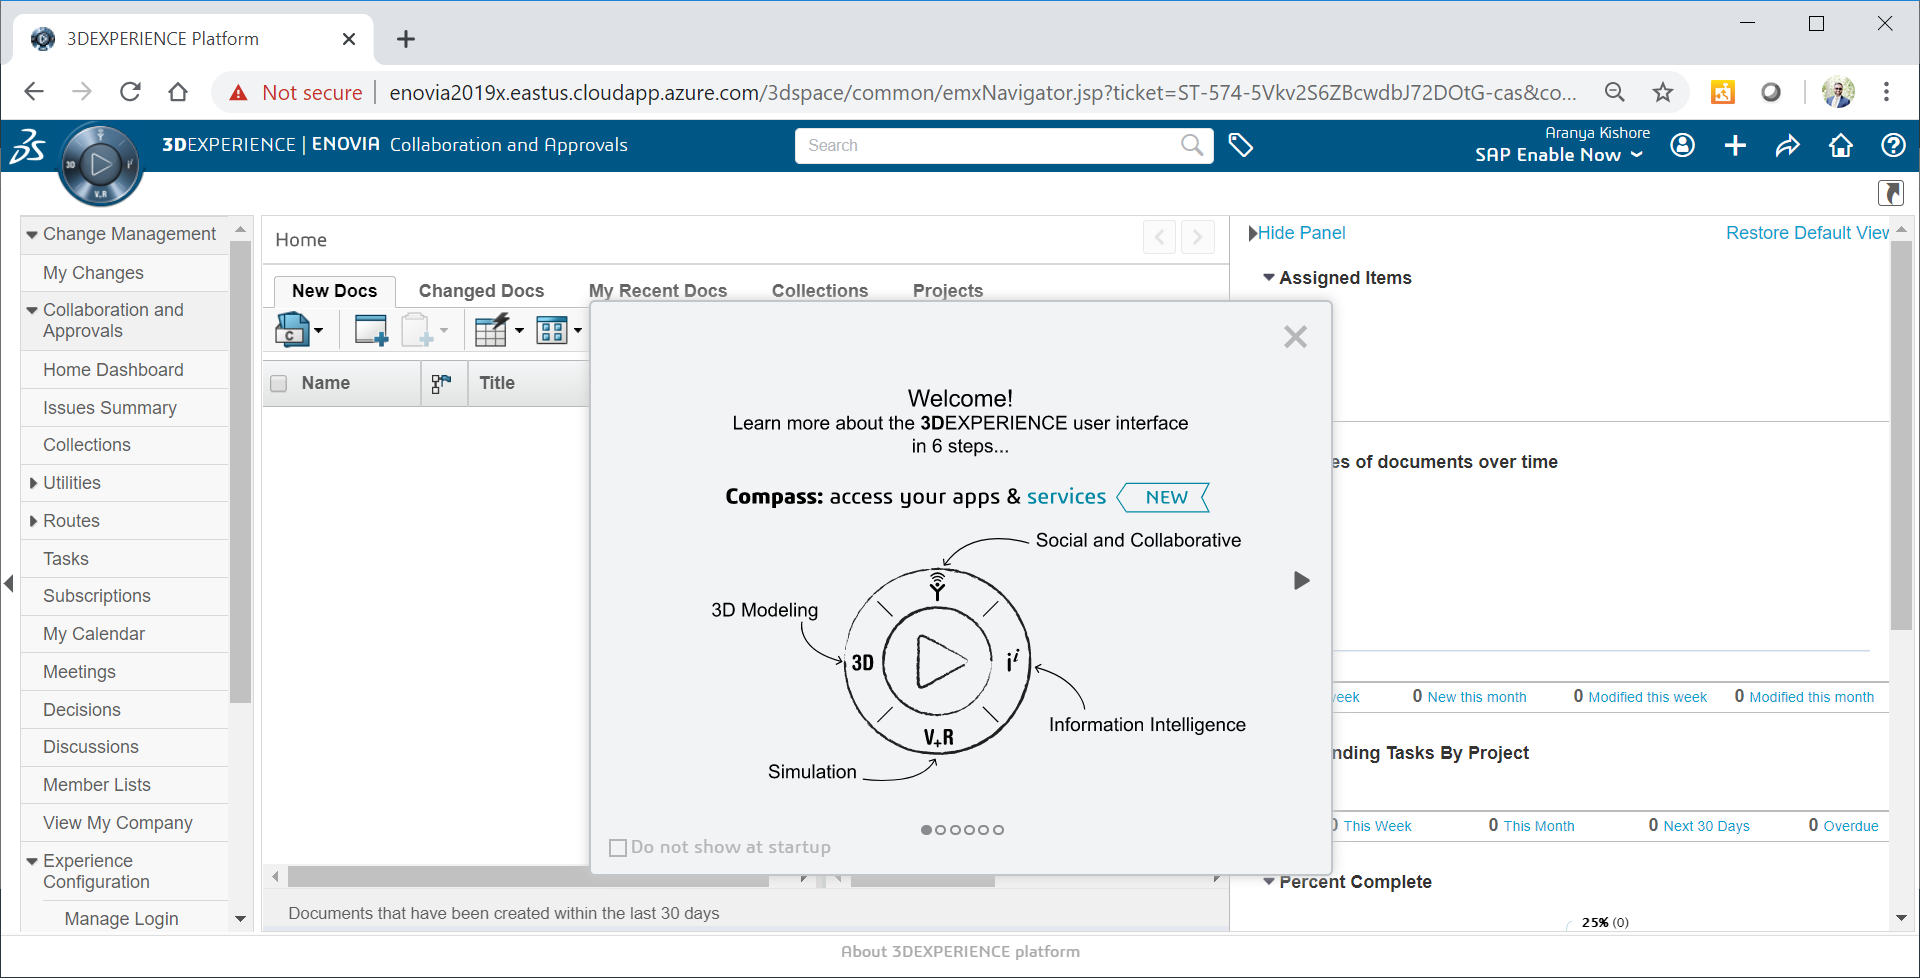 3DEXPERIENCE Platform
Not secure
enovia2019x.eastus.cloudapp.azure.com/3dspace/common/emxNavigator.jsp?ticket=ST-574-5Vkv2S6ZBcwdbJ72DOtG-cas&co...
3DEXPERIENCE | ENOVIA Collaboration and Approvals
Search
Aranya Kishore
SAP Enable Now
3D
V.R
Change Management
My Changes
Collaboration and
Approvals
Home Dashboard
Issues Summary
Collections
Utilities
Routes
Tasks
Subscriptions
My Calendar
Meetings
Decisions
Discussions
Member Lists
View My Company
Experience
Configuration
Manage Login
Home
New Docs
Changed Docs
My Recent Docs
Collections
Projects
C
Name
Title
Documents that have been created within the last 30 days
Welcome!
Learn more about the 3DEXPERIENCE user interface
in 6 steps...
Compass: access your apps & services NEW
Social and Collaborative
3D Modeling
3D
i i
Information Intelligence
V+R
Simulation
Do not show at startup
Hide Panel
Restore Default View
Assigned Items
es of documents over time
eek
0 New this month
0 Modified this week
0 Modified this month
nding Tasks By Project
0 This Week
0 This Month
0 Next 30 Days
0 Overdue
Percent Complete
25% (0)
About 3DEXPERIENCE platform